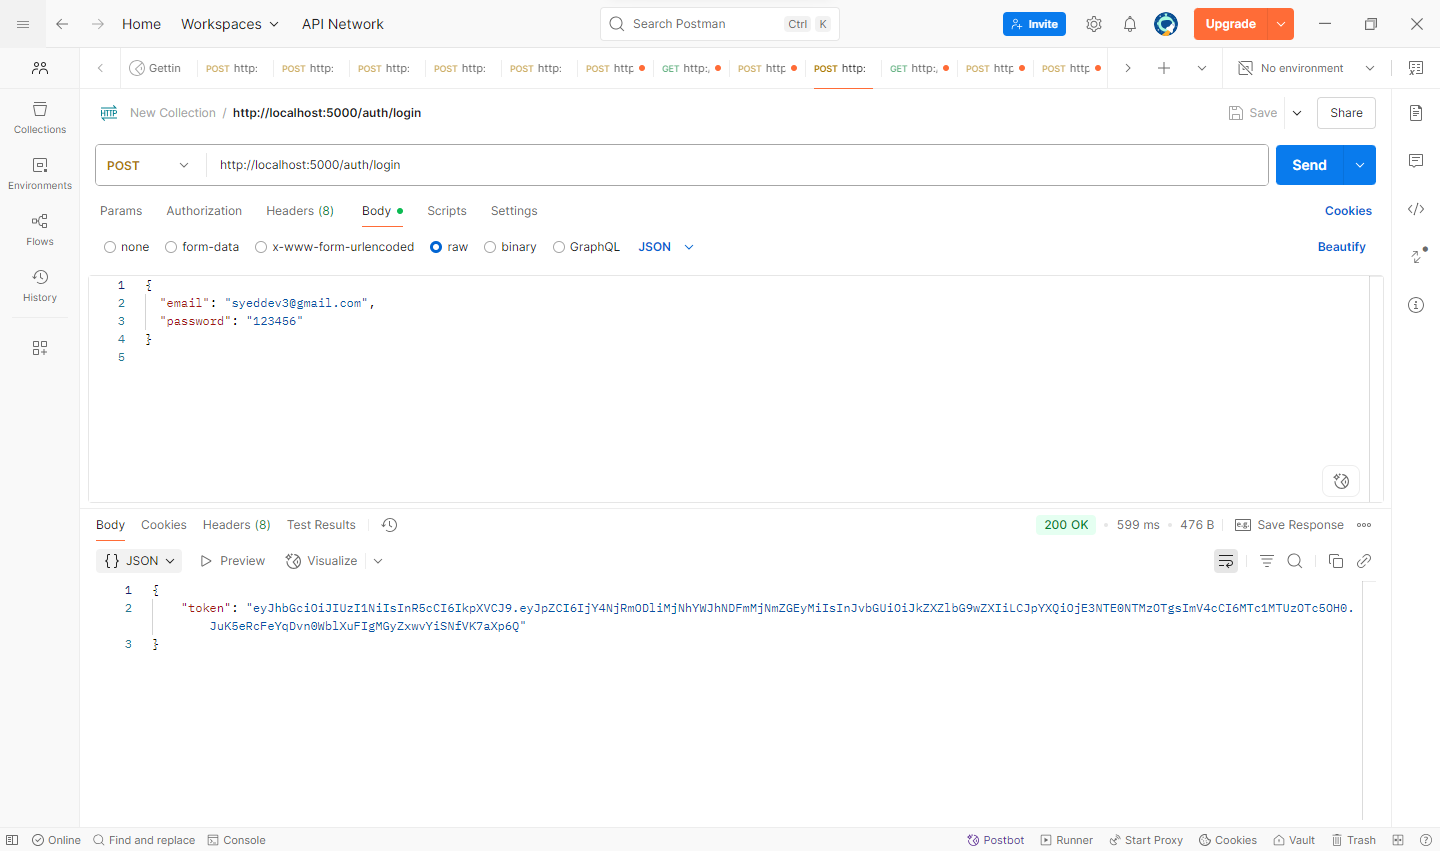 Home Workspaces API Network Search Postman Ctrl K Invite Upgrade
Gettin POST http: POST http: POST http: POST http: POST http: POST http GET http:, POST http POST http: GET http:, POST http POST http No environment
HTTP New Collection / http://localhost:5000/auth/login Save Share
POST http://localhost:5000/auth/login Send
Params Authorization Headers (8) Body Scripts Settings Cookies
none form-data x-www-form-urlencoded raw binary GraphQL JSON Beautify
Collections
Environments
Flows
History
1 {
2 "email": "syeddev3@gmail.com",
3 "password": "123456"
4 }
5
Body Cookies Headers (8) Test Results 200 OK 599 ms 476 B e.g. Save Response
{} JSON Preview Visualize
1 {
2 "token": "eyJhbGciOiJIUzI1NiIsInR5cCI6IkpXVCJ9.eyJpZCI6IjY4NjRmODliMjNhYWJhNDFmMjNmZGEyMiIsInJvbGUiOiJkZXZlbG9wZXIiLCJpYXQiOjE3NTE0NTMzOTgsImV4cCI6MTc1MTUzOTc5OH0.
JuK5eRcFeYqDvn0WblXuFIgMGyZxwvYiSNfVK7aXp6Q"
3 }
Online Find and replace Console Postbot Runner Start Proxy Cookies Vault Trash